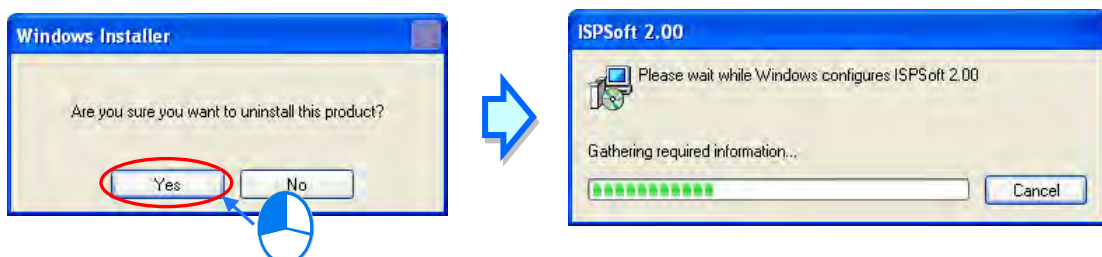 Windows Installer
Are you sure you want to uninstall this product?
Yes
No
ISPSoft 2.00
Please wait while Windows configures ISPSoft 2.00
Gathering required information...
Cancel